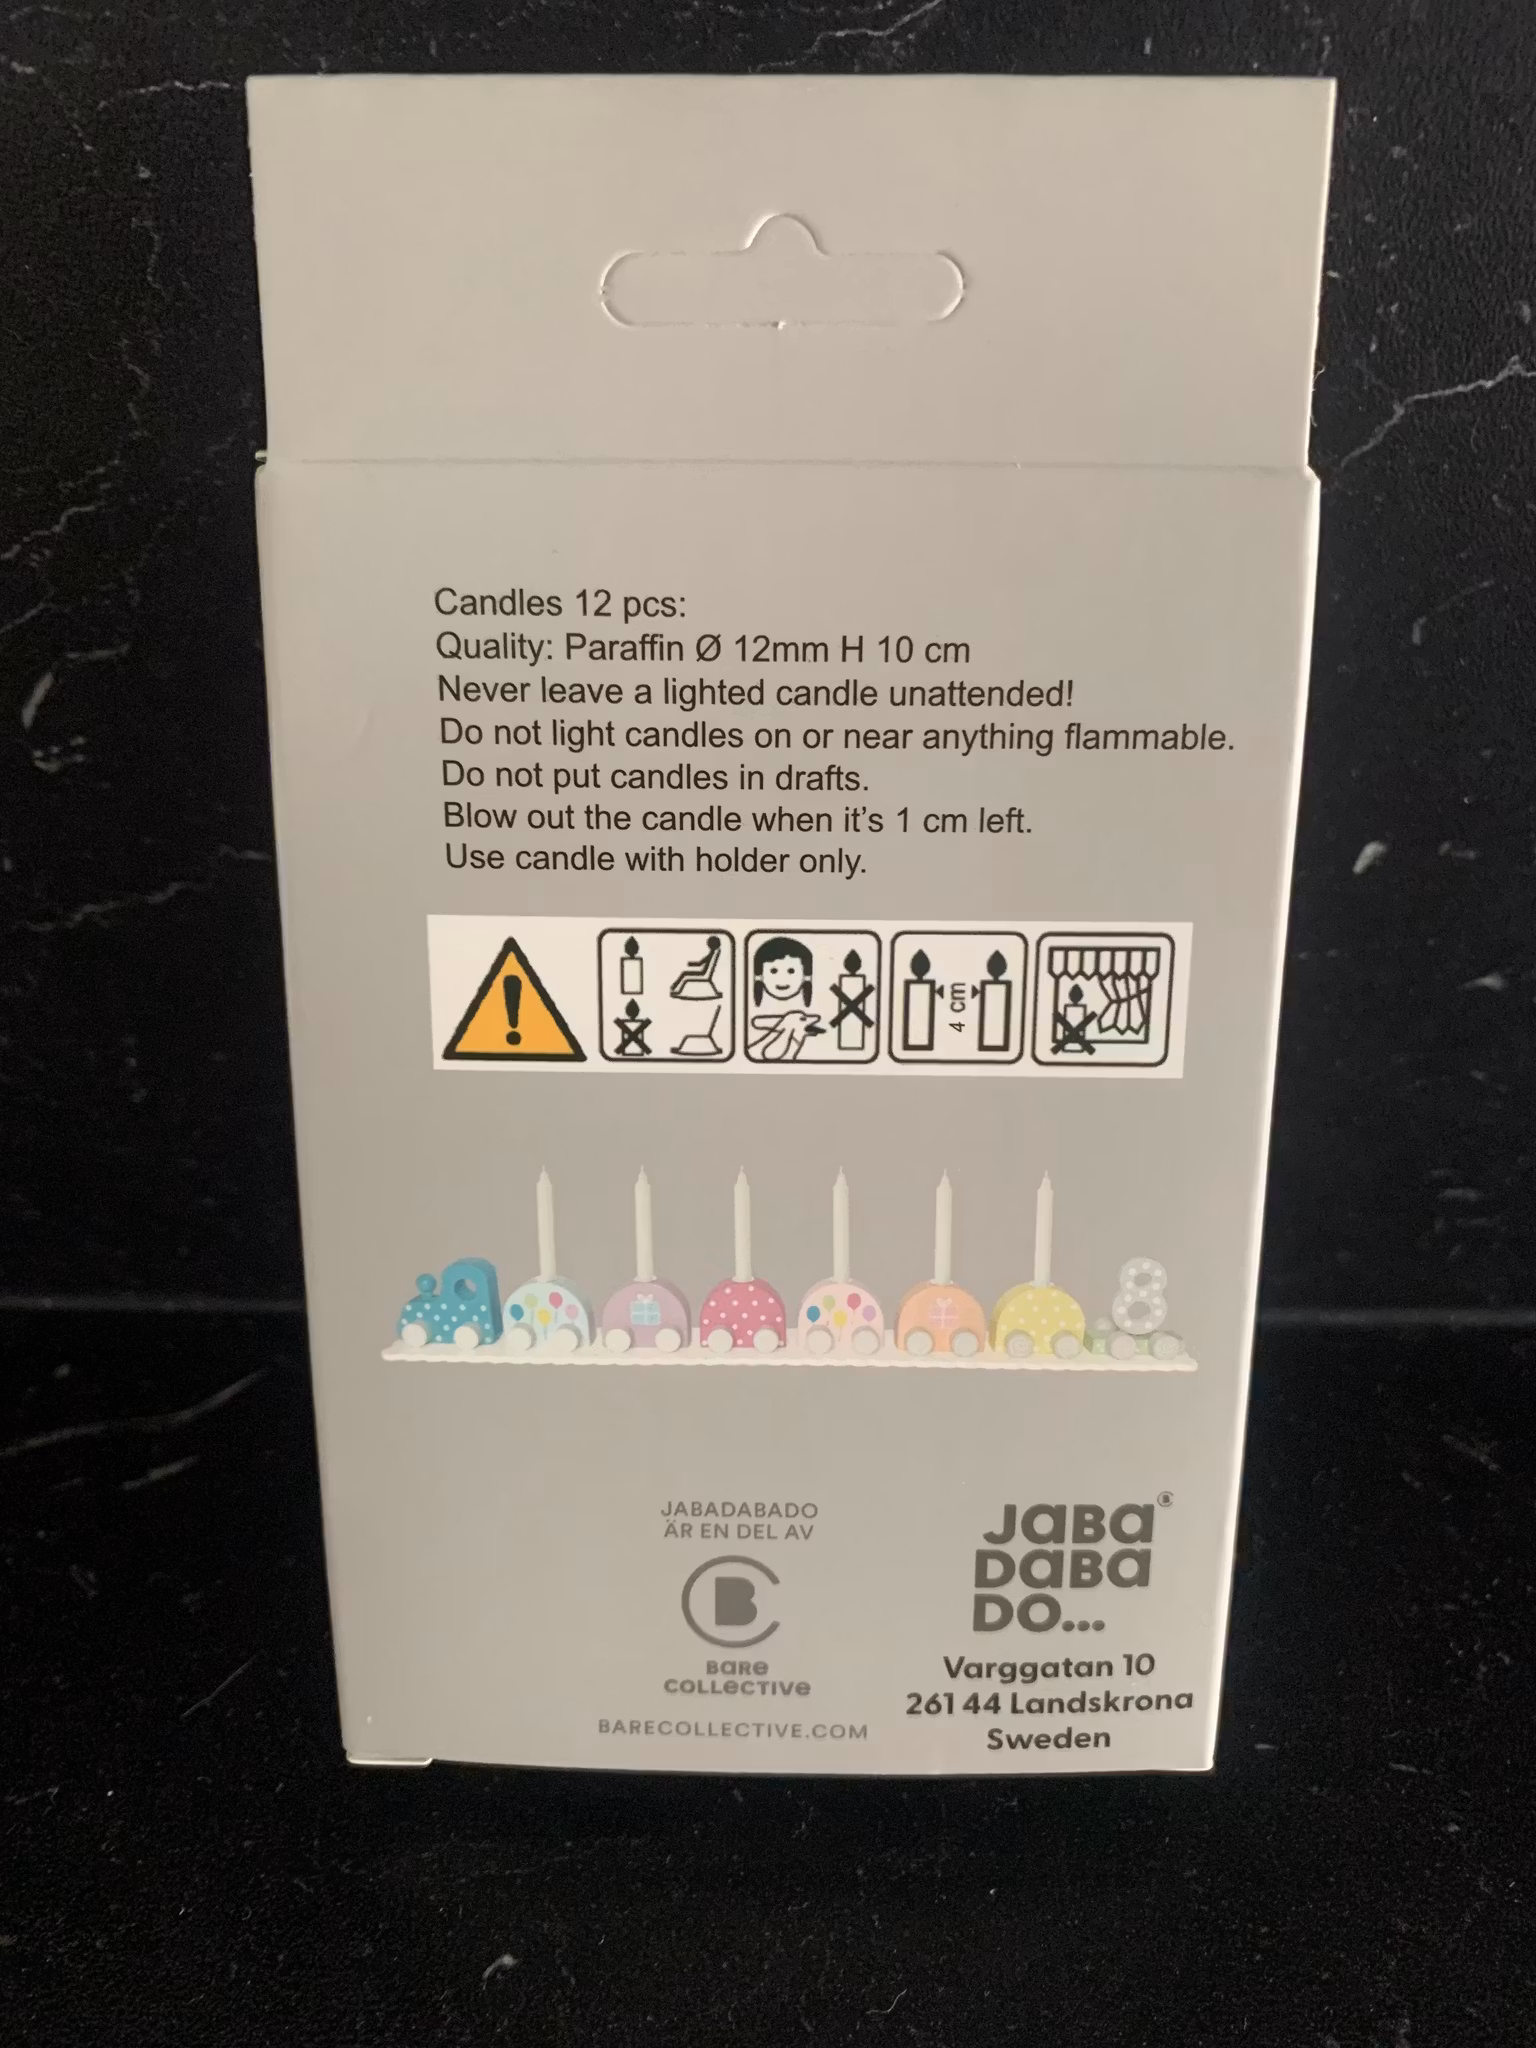 Candles 12 pcs:
Quality: Paraffin Ø 12mm H 10 cm
Never leave a lighted candle unattended!
Do not light candles on or near anything flammable.
Do not put candles in drafts.
Blow out the candle when it's 1 cm left.
Use candle with holder only.
!
4 cm
8
JABADABADO
ÄR EN DEL AV
B
BARE
COLLECTIVE
BARECOLLECTIVE.COM
JABA
DABA
DO...
Varggatan 10
261 44 Landskrona
Sweden